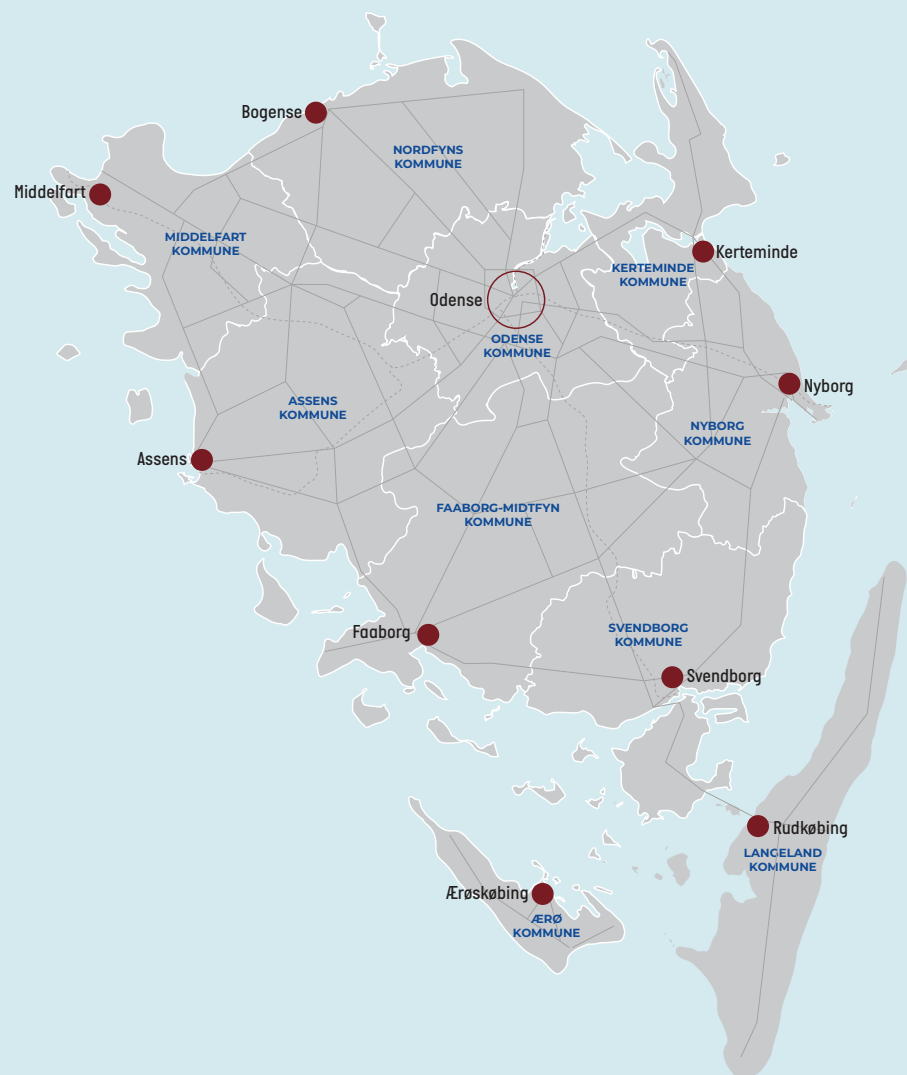 Bogense
NORDFYNS
KOMMUNE
Middelfart
MIDDELFART
KOMMUNE
Kerteminde
KERTEMINDE
KOMMUNE
Odense
ODENSE
KOMMUNE
Nyborg
ASSENS
KOMMUNE
NYBORG
KOMMUNE
Assens
FAABORG-MIDTFYN
KOMMUNE
Faaborg
SVENDBORG
KOMMUNE
Svendborg
Rudkøbing
LANGELAND
KOMMUNE
Ærøskøbing
ÆRØ
KOMMUNE